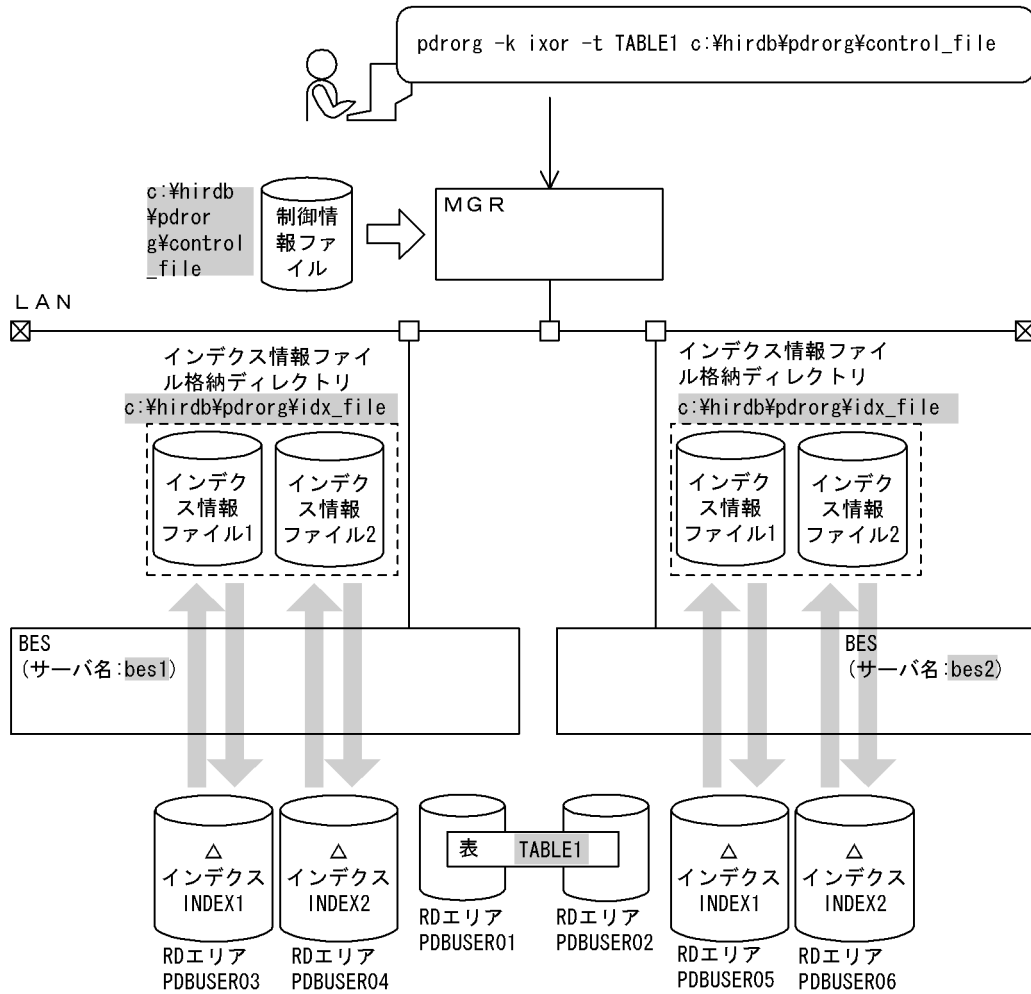 pdrorg -k ixor -t TABLE1 c:¥hirdb¥pdrorg¥control_file
c:¥hirdb
¥pdror
g¥control
_file
制御情
報ファ
イル
ＭＧＲ
ＬＡＮ
インデクス情報ファイ
ル格納ディレクトリ
c:¥hirdb¥pdrorg¥idx_file
インデク
ス情報
ファイル1
インデク
ス情報
ファイル2
インデクス情報ファイ
ル格納ディレクトリ
c:¥hirdb¥pdrorg¥idx_file
インデク
ス情報
ファイル1
インデク
ス情報
ファイル2
BES
(サーバ名:bes1)
BES
(サーバ名:bes2)
△
インデクス
INDEX1
△
インデクス
INDEX2
表 TABLE1
△
インデクス
INDEX1
△
インデクス
INDEX2
RDエリア
PDBUSER03
RDエリア
PDBUSER04
RDエリア
PDBUSER01
RDエリア
PDBUSER02
RDエリア
PDBUSER05
RDエリア
PDBUSER06